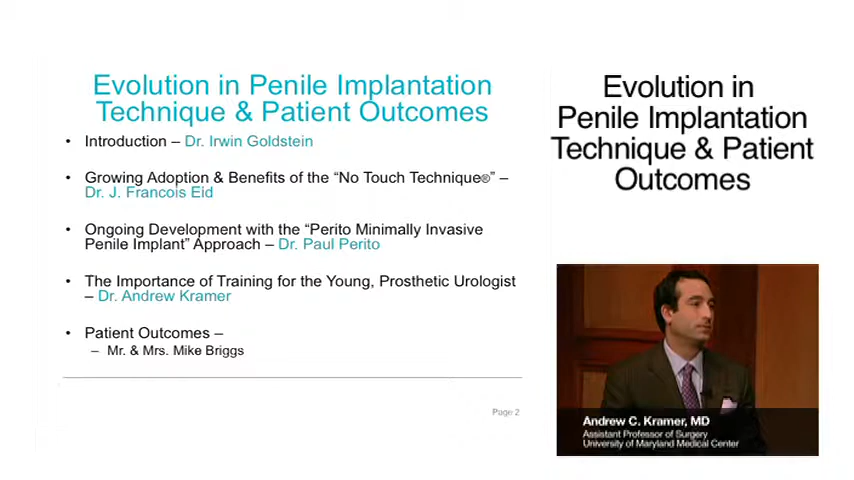 Evolution in Penile Implantation
Technique & Patient Outcomes
• Introduction – Dr. Irwin Goldstein
• Growing Adoption & Benefits of the “No Touch Technique®” –
Dr. J. Francois Eid
• Ongoing Development with the “Perito Minimally Invasive
Penile Implant” Approach – Dr. Paul Perito
• The Importance of Training for the Young, Prosthetic Urologist
– Dr. Andrew Kramer
• Patient Outcomes –
– Mr. & Mrs. Mike Briggs
Page 2
Evolution in
Penile Implantation
Technique & Patient
Outcomes
Andrew C. Kramer, MD
Assistant Professor of Surgery
University of Maryland Medical Center